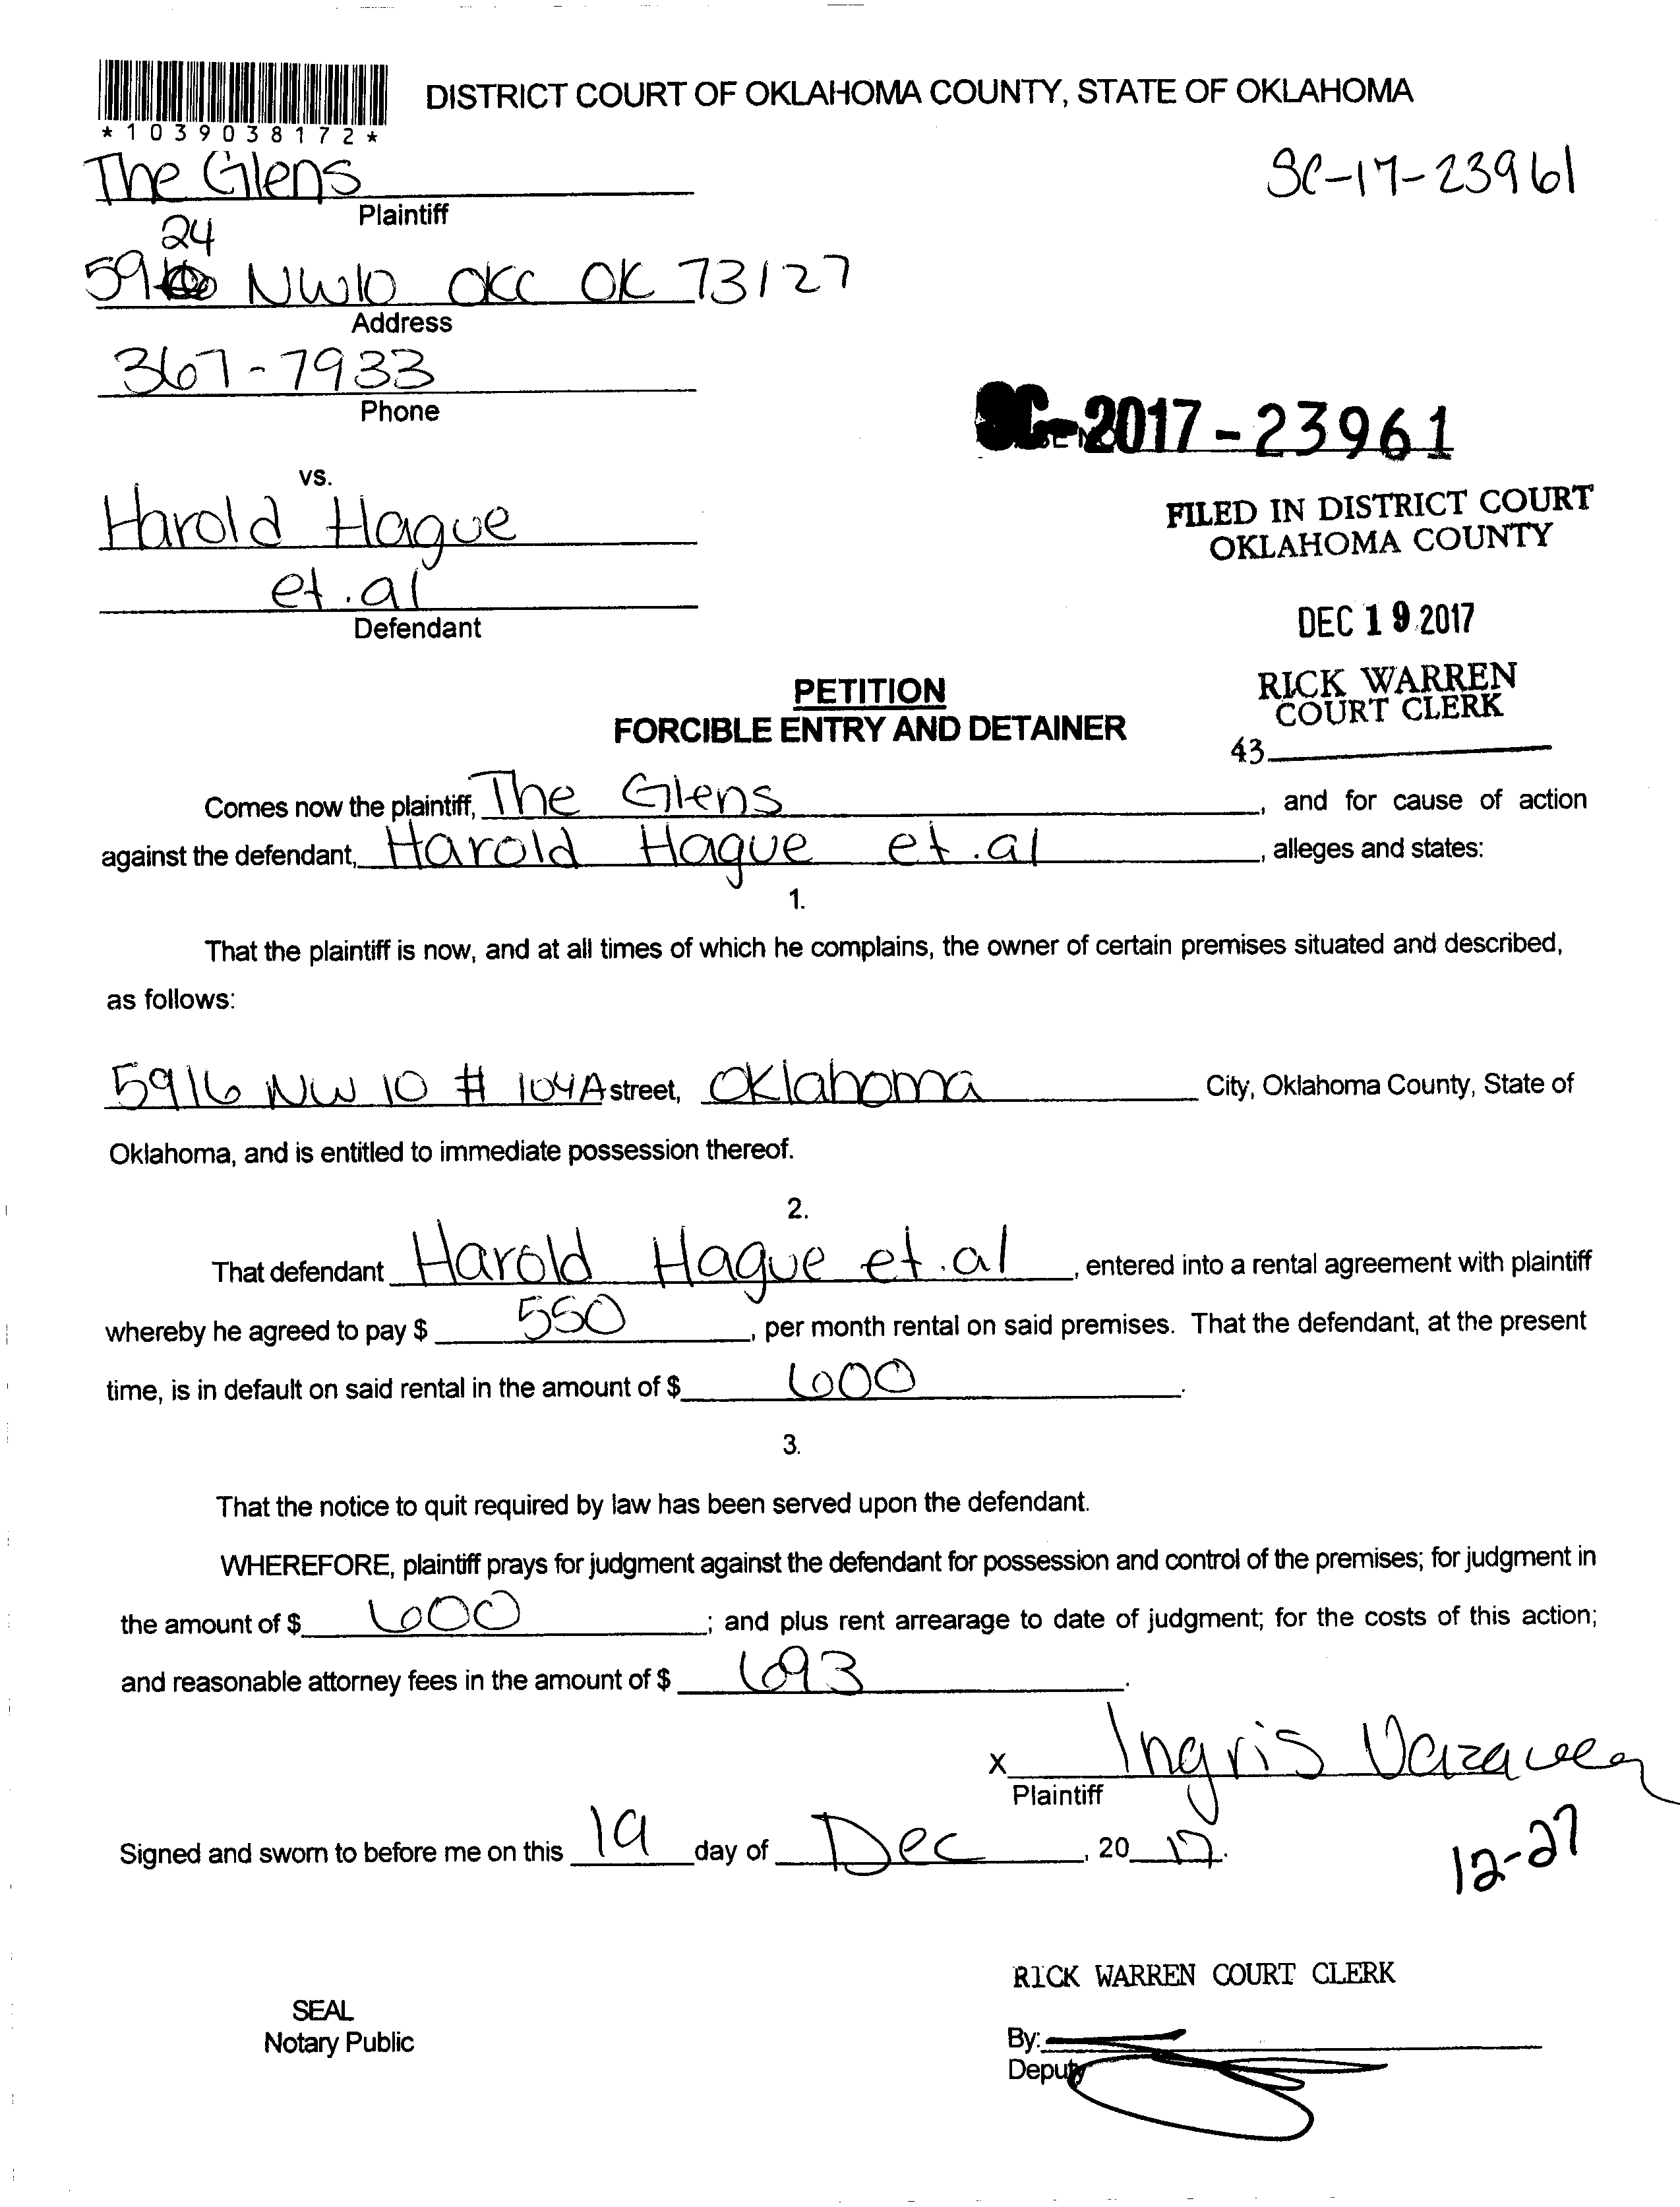 DISTRICT COURT OF OKLAHOMA COUNTY, STATE OF OKLAHOMA
*1039038172*
The Glens
Plaintiff
SC-17-23961
24
59 NW10 OKC OK 73127
Address
367-7933
Phone
SC-2017-23961
vs.
Harold Hague
et.al
Defendant
FILED IN DISTRICT COURT
OKLAHOMA COUNTY
DEC 19 2017
RICK WARREN
COURT CLERK
43
PETITION
FORCIBLE ENTRY AND DETAINER
Comes now the plaintiff, The Glens, and for cause of action
against the defendant, Harold Hague et.al, alleges and states:
1.
That the plaintiff is now, and at all times of which he complains, the owner of certain premises situated and described,
as follows:
5916 NW 10 # 104A street, Oklahoma City, Oklahoma County, State of
Oklahoma, and is entitled to immediate possession thereof.
2.
That defendant Harold Hague et.al, entered into a rental agreement with plaintiff
whereby he agreed to pay $ 550, per month rental on said premises. That the defendant, at the present
time, is in default on said rental in the amount of $ 600.
3.
That the notice to quit required by law has been served upon the defendant.
WHEREFORE, plaintiff prays for judgment against the defendant for possession and control of the premises; for judgment in
the amount of $ 600; and plus rent arrearage to date of judgment; for the costs of this action;
and reasonable attorney fees in the amount of $ 693.
x Ingris
Plaintiff
Signed and sworn to before me on this 19 day of Dec, 2017.
12-27
RICK WARREN COURT CLERK
SEAL
Notary Public
By:
Deputy